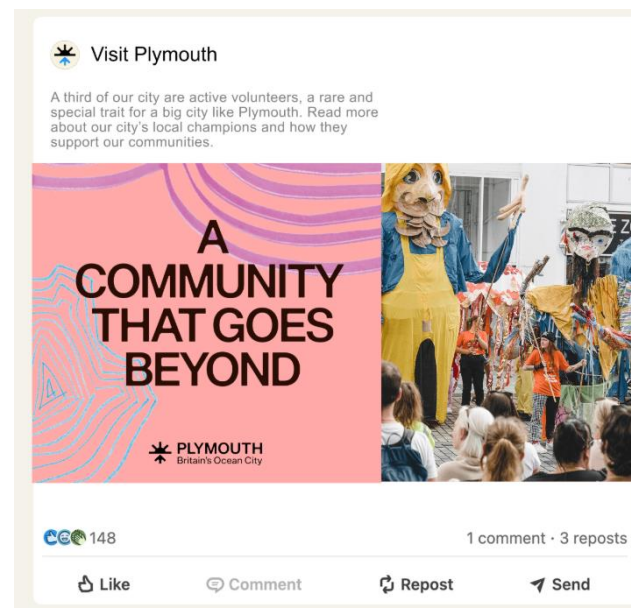 Visit Plymouth
A third of our city are active volunteers, a rare and
special trait for a big city like Plymouth. Read more
about our city's local champions and how they
support our communities.
A
COMMUNITY
THAT GOES
BEYOND
PLYMOUTH
Britain's Ocean City
148
1 comment · 3 reposts
Like
Comment
Repost
Send